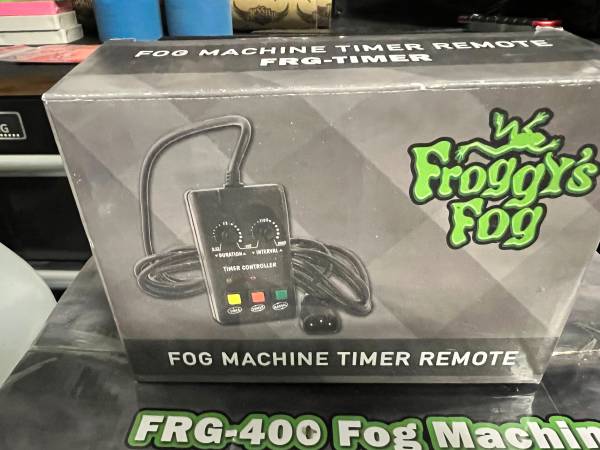 FOG MACHINE TIMER REMOTE
FRG-TIMER
G
Froggy's
Fog
DURATION
INTERVAL
TIMER CONTROLLER
FOG MACHINE TIMER REMOTE
FRG-400 Fog Machin